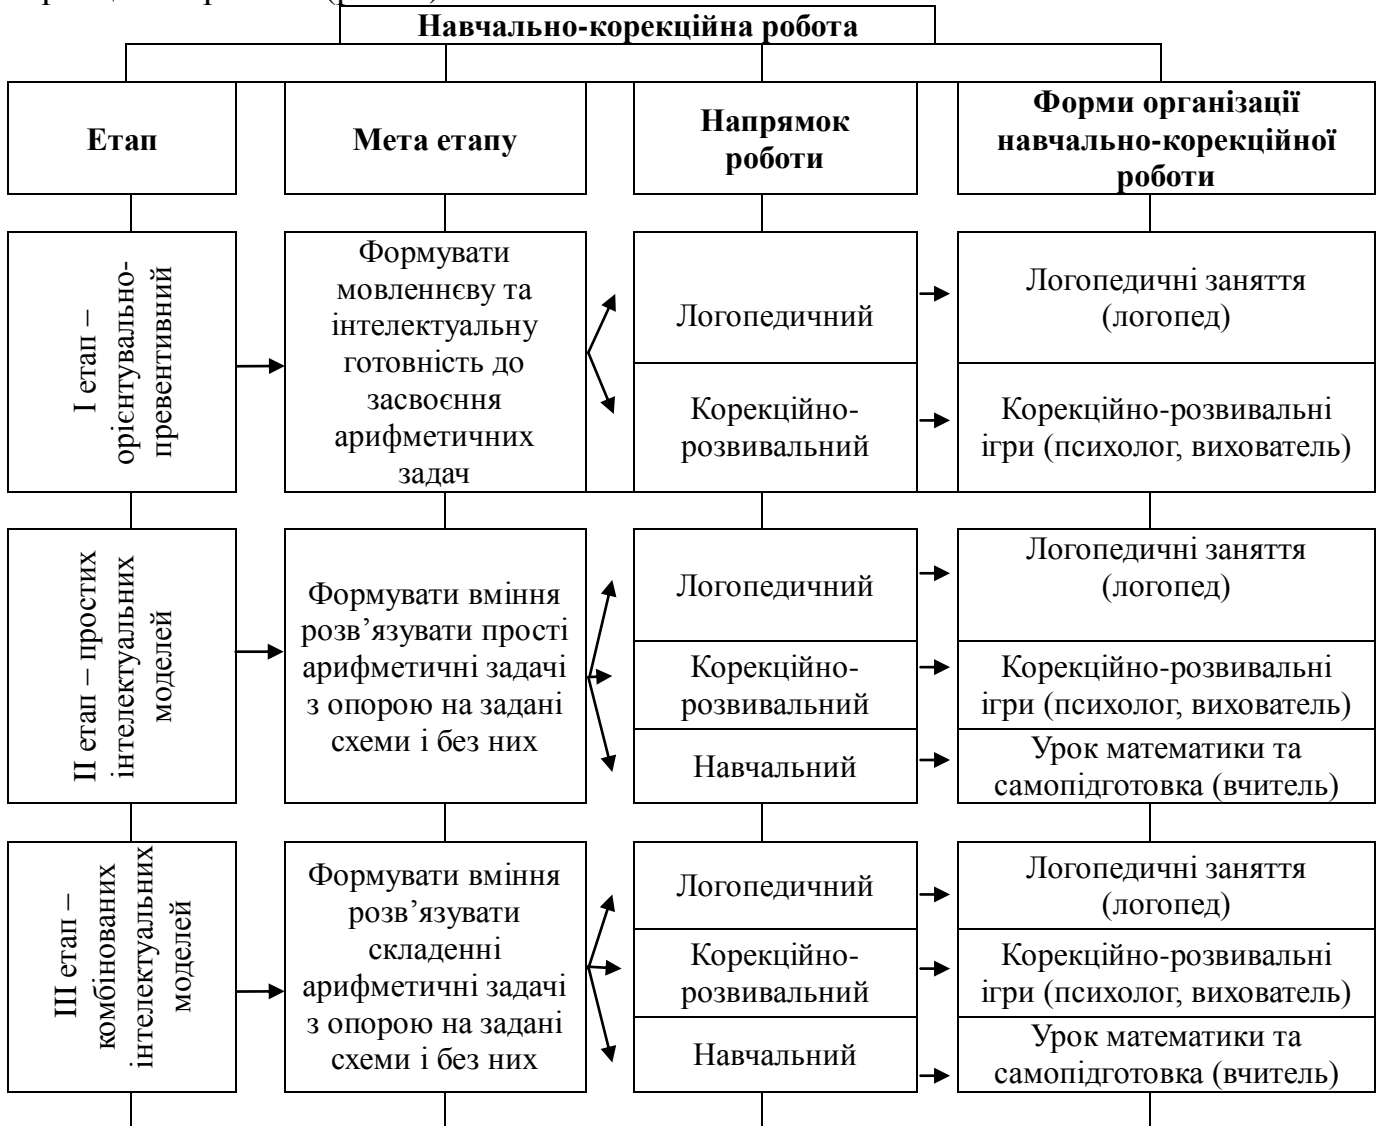 Навчально-корекційна робота
Етап
Мета етапу
Напрямок
роботи
Форми організації
навчально-корекційної
роботи
І етап –
орієнтувально-
превентивний
Формувати
мовленнєву та
інтелектуальну
готовність до
засвоєння
арифметичних
задач
Логопедичний
Корекційно-
розвивальний
Логопедичні заняття
(логопед)
Корекційно-розвивальні
ігри (психолог, вихователь)
ІІ етап – простих
інтелектуальних
моделей
Формувати вміння
розв’язувати прості
арифметичні задачі
з опорою на задані
схеми і без них
Логопедичний
Корекційно-
розвивальний
Навчальний
Логопедичні заняття
(логопед)
Корекційно-розвивальні
ігри (психолог, вихователь)
Урок математики та
самопідготовка (вчитель)
ІІІ етап –
комбінованих
інтелектуальних
моделей
Формувати вміння
розв’язувати
складенні
арифметичні задачі
з опорою на задані
схеми і без них
Логопедичний
Корекційно-
розвивальний
Навчальний
Логопедичні заняття
(логопед)
Корекційно-розвивальні
ігри (психолог, вихователь)
Урок математики та
самопідготовка (вчитель)